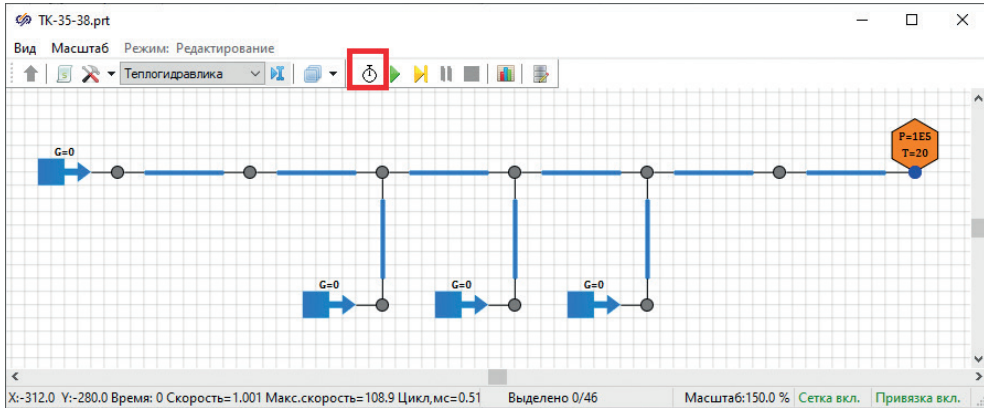 TK-35-38.prt
Вид Масштаб Режим: Редактирование
Теплогидравлика
P=1E5
T=20
G=0
G=0 G=0 G=0
X:-312.0 Y:-280.0 Время: 0 Скорость=1.001 Макс.скорость=108.9 Цикл,мс=0.51 Выделено 0/46 Масштаб:150.0 % Сетка вкл. Привязка вкл.